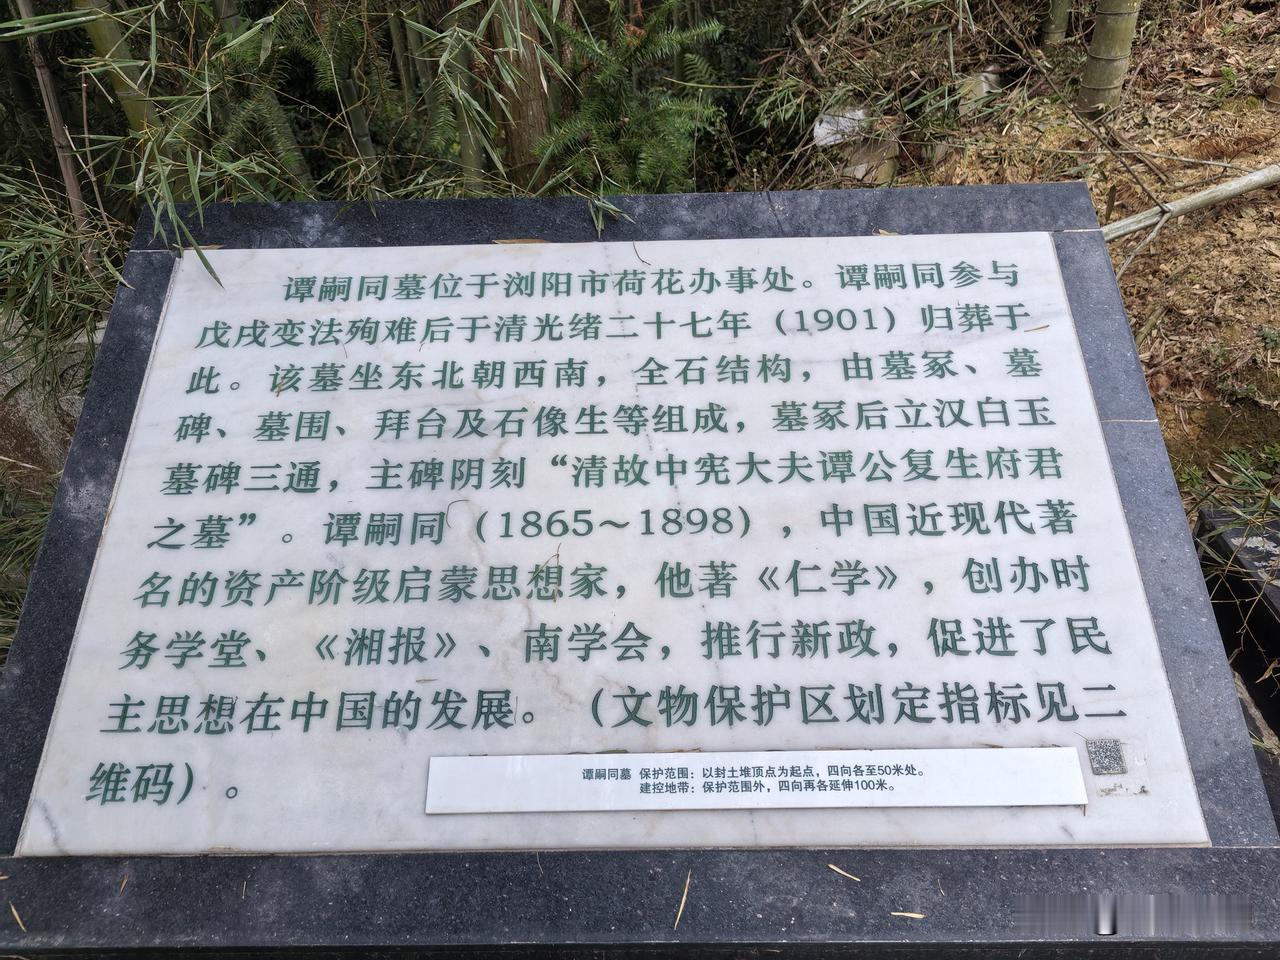 谭嗣同墓位于浏阳市荷花办事处。谭嗣同参与
戊戌变法殉难后于清光绪二十七年（1901）归葬于
此。该墓坐东北朝西南，全石结构，由墓冢、墓
碑、墓围、拜台及石像生等组成，墓冢后立汉白玉
墓碑三通，主碑阴刻“清故中宪大夫谭公复生府君
之墓”。谭嗣同（1865～1898），中国近现代著
名的资产阶级启蒙思想家，他著《仁学》，创办时
务学堂、《湘报》、南学会，推行新政，促进了民
主思想在中国的发展。（文物保护区划定指标见二
维码）。
谭嗣同墓 保护范围：以封土堆顶点为起点，四向各至50米处。
建控地带：保护范围外，四向再各延伸100米。